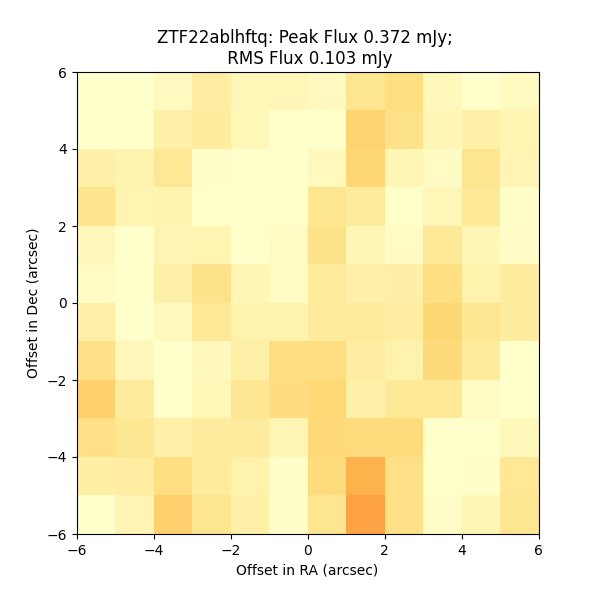 ZTF22ablhftq: Peak Flux 0.372 mJy;
RMS Flux 0.103 mJy
6
4
2
0
−2
−4
−6
Offset in Dec (arcsec)
−6 −4 −2 0 2 4 6
Offset in RA (arcsec)